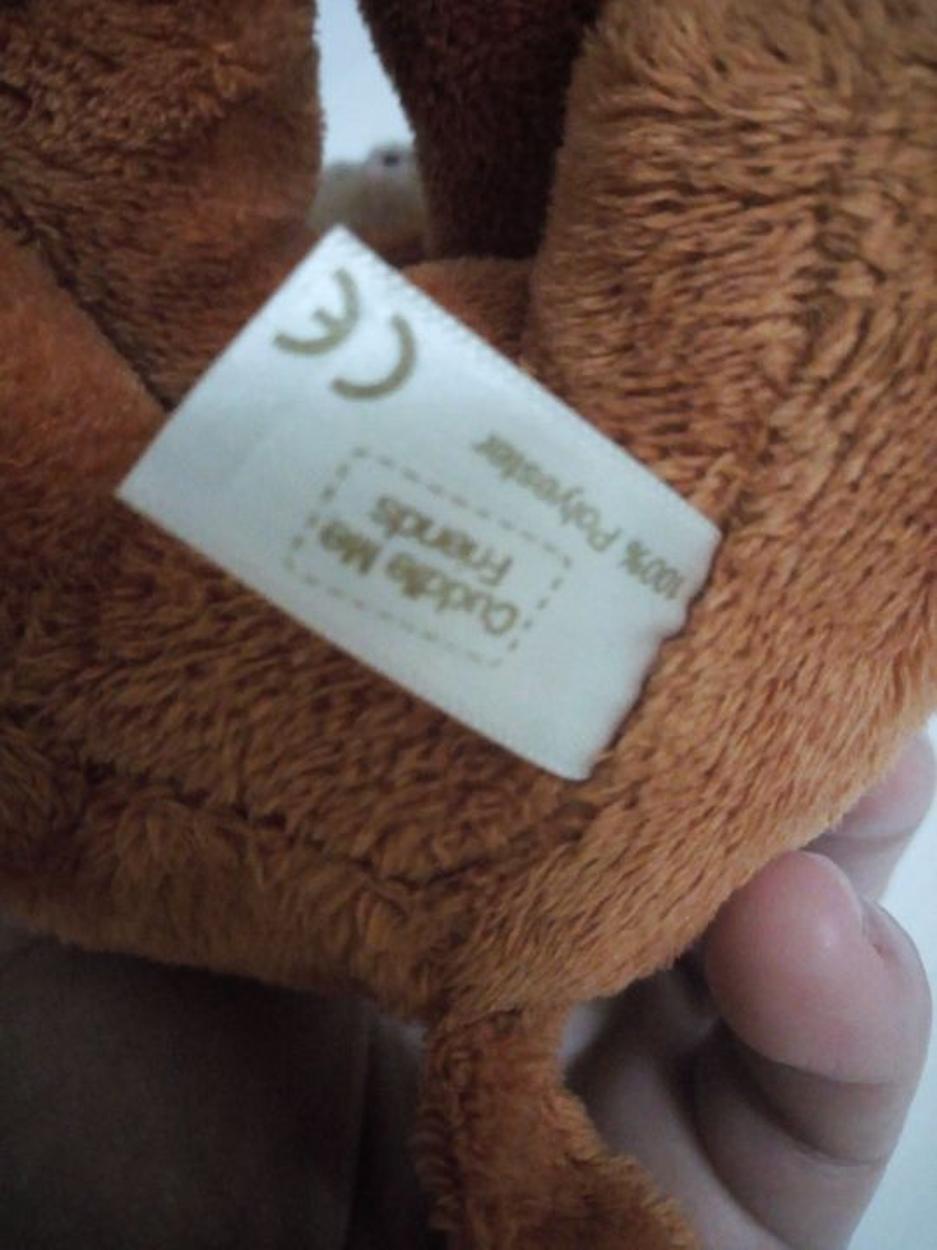 100% Polyester
Cuddle Me
Friends
CE